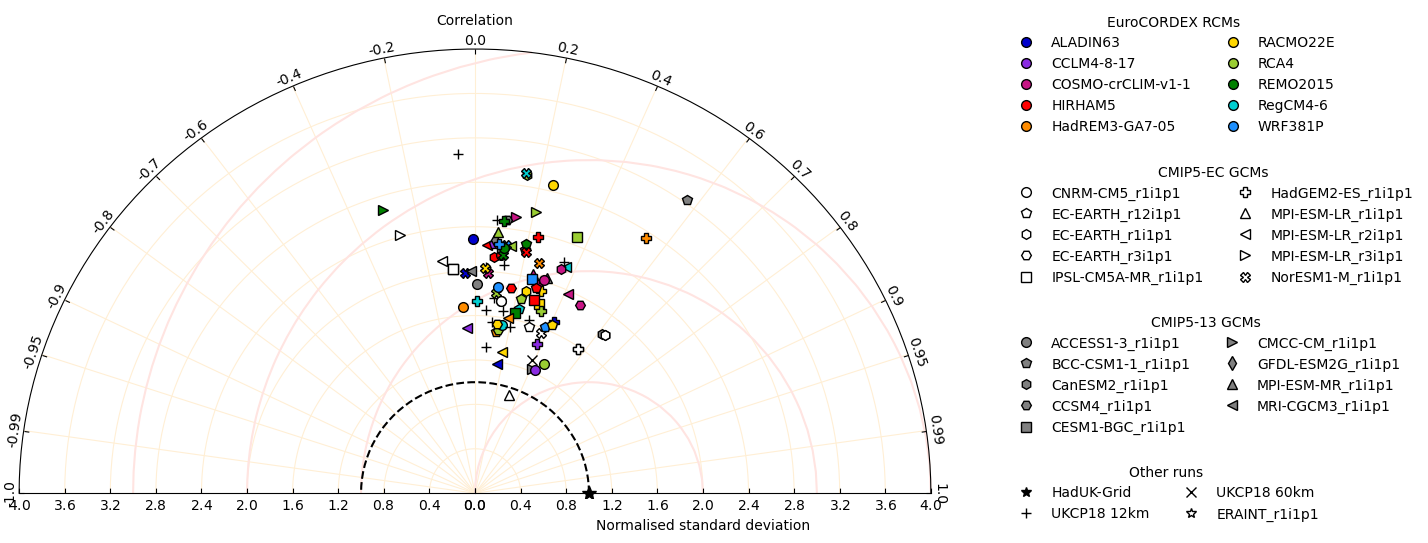 Correlation
-1.0
-0.99
-0.95
-0.9
-0.8
-0.7
-0.6
-0.4
-0.2
0.0
0.2
0.4
0.6
0.7
0.8
0.9
0.95
0.99
1.0
4.0 3.6 3.2 2.8 2.4 2.0 1.6 1.2 0.8 0.4 0.0 0.4 0.8 1.2 1.6 2.0 2.4 2.8 3.2 3.6 4.0
Normalised standard deviation
EuroCORDEX RCMs
ALADIN63 RACMO22E
CCLM4-8-17 RCA4
COSMO-crCLIM-v1-1 REMO2015
HIRHAM5 RegCM4-6
HadREM3-GA7-05 WRF381P
CMIP5-EC GCMs
CNRM-CM5_r1i1p1 HadGEM2-ES_r1i1p1
EC-EARTH_r12i1p1 MPI-ESM-LR_r1i1p1
EC-EARTH_r1i1p1 MPI-ESM-LR_r2i1p1
EC-EARTH_r3i1p1 MPI-ESM-LR_r3i1p1
IPSL-CM5A-MR_r1i1p1 NorESM1-M_r1i1p1
CMIP5-13 GCMs
ACCESS1-3_r1i1p1 CMCC-CM_r1i1p1
BCC-CSM1-1_r1i1p1 GFDL-ESM2G_r1i1p1
CanESM2_r1i1p1 MPI-ESM-MR_r1i1p1
CCSM4_r1i1p1 MRI-CGCM3_r1i1p1
CESM1-BGC_r1i1p1
Other runs
HadUK-Grid UKCP18 60km
UKCP18 12km ERAINT_r1i1p1